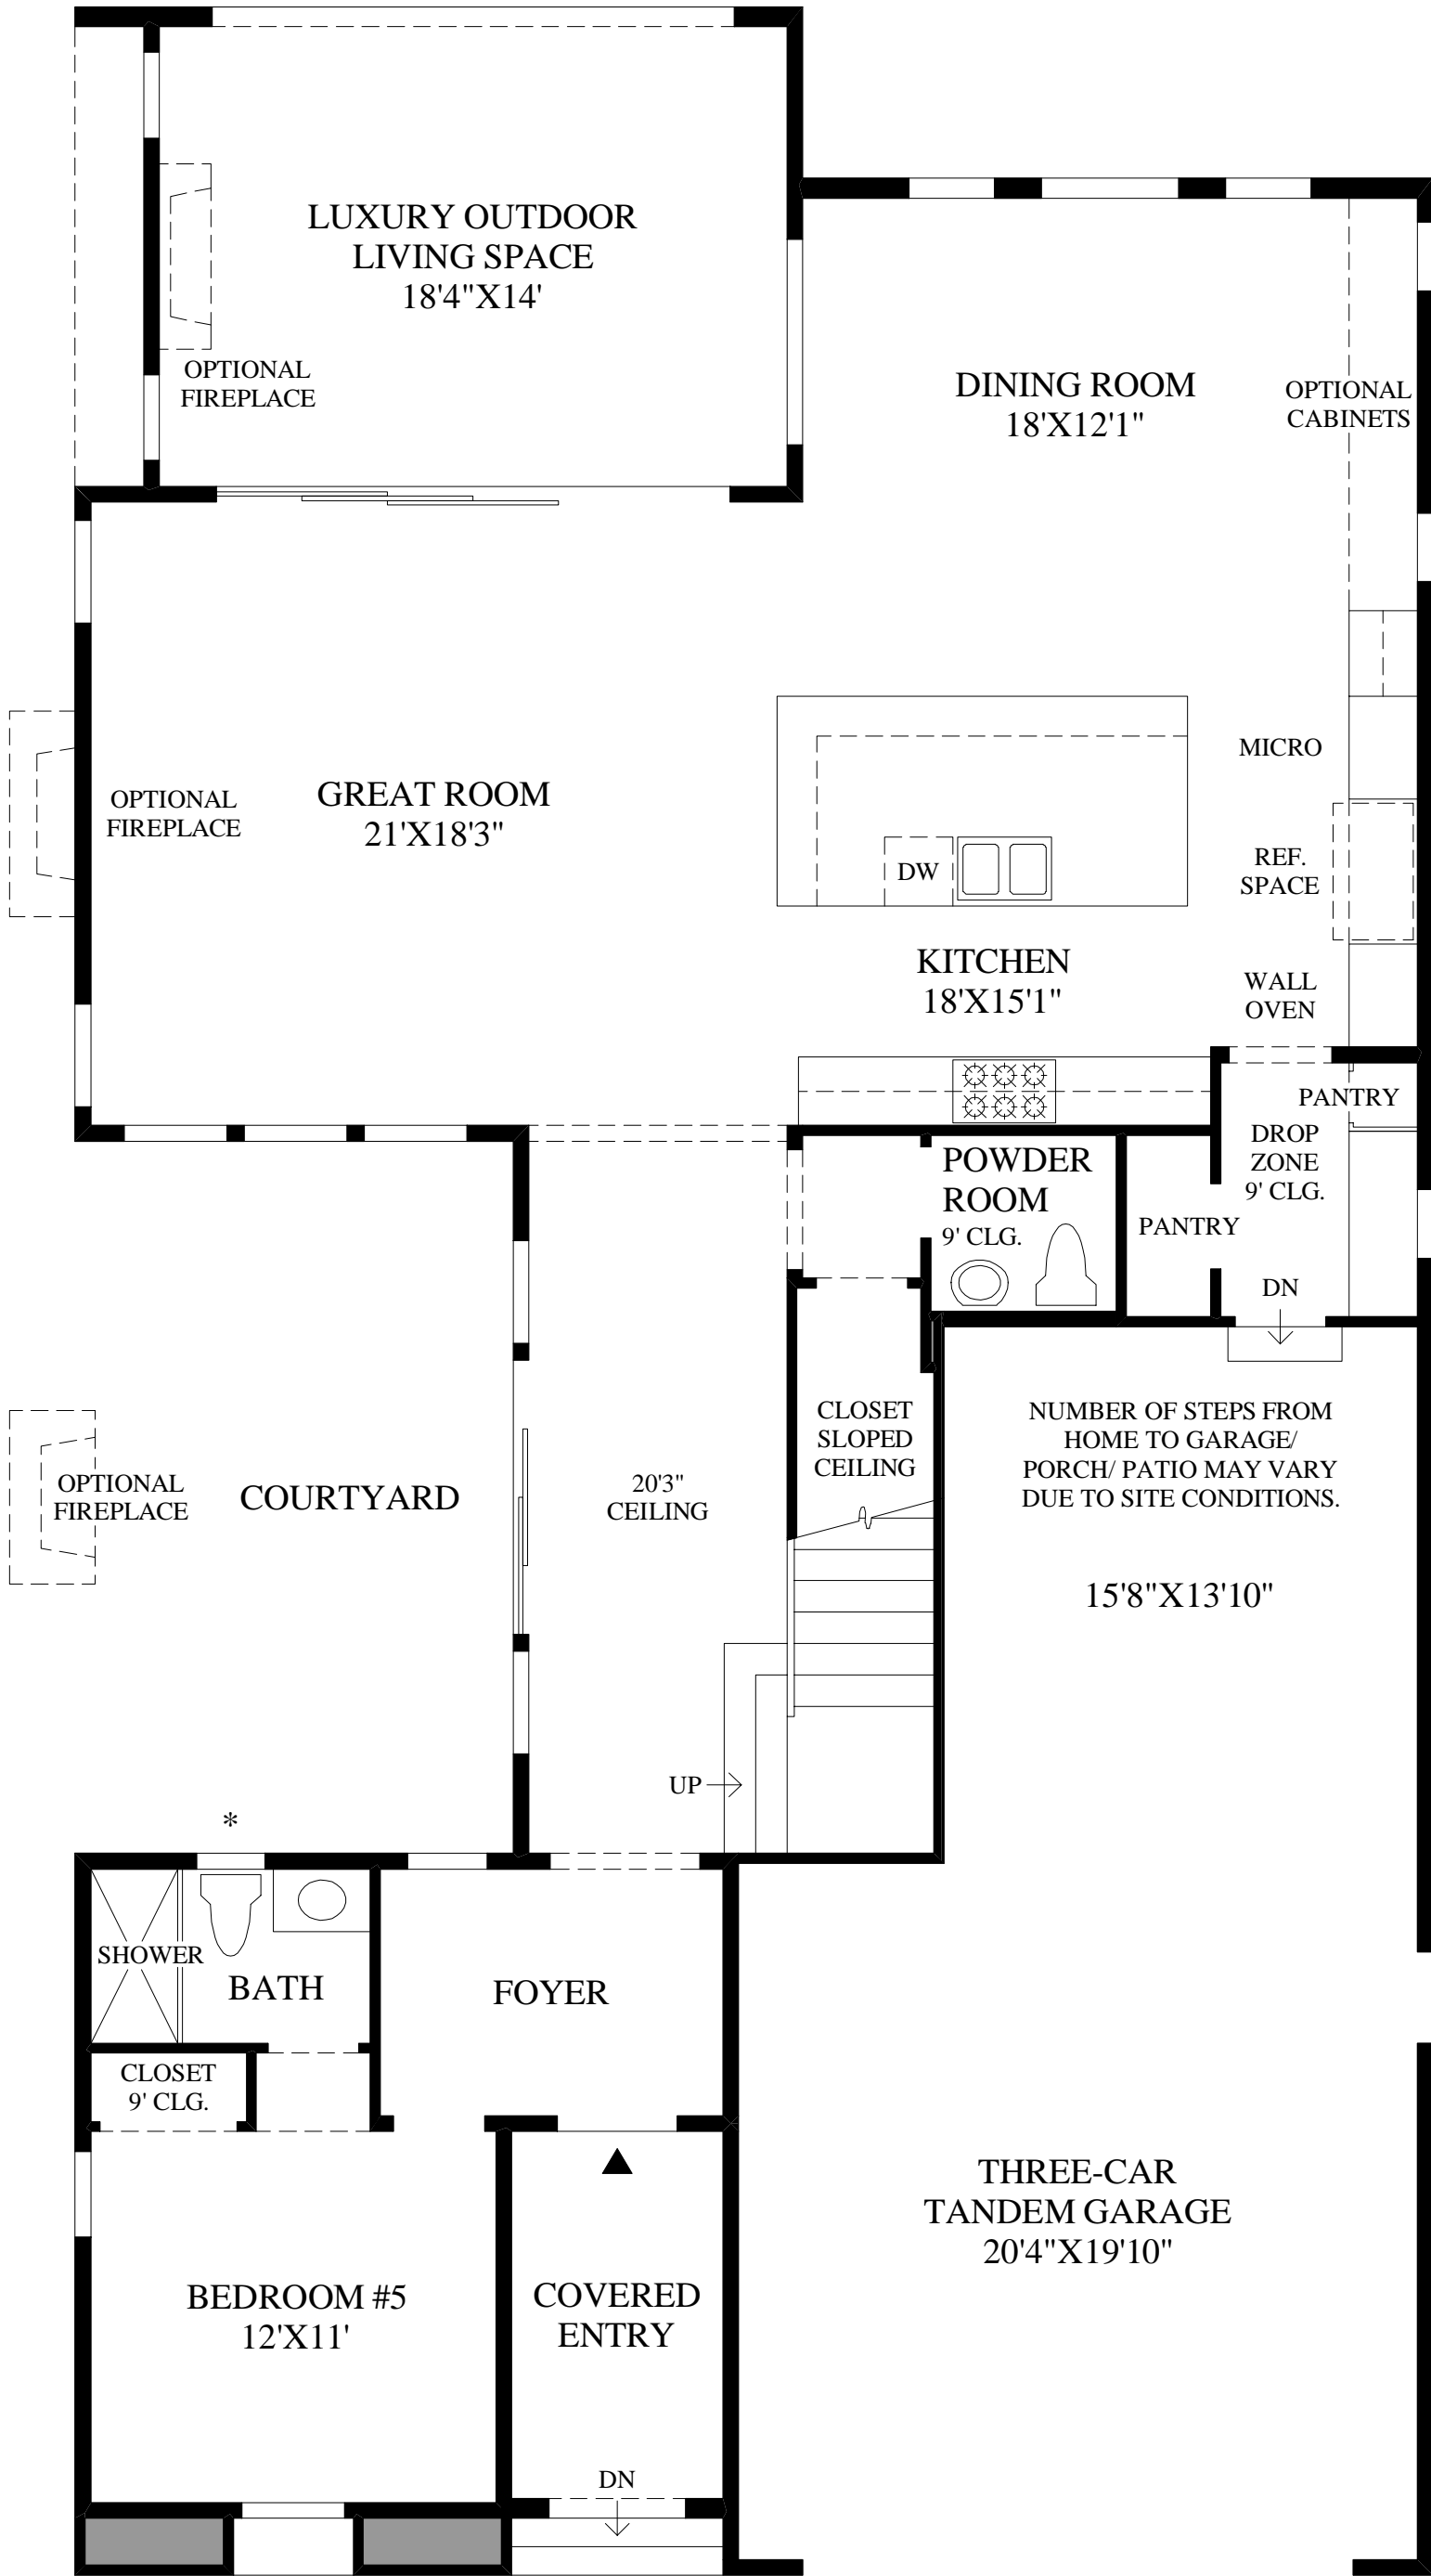 LUXURY OUTDOOR
LIVING SPACE
18'4"X14'
OPTIONAL
FIREPLACE
DINING ROOM
18'X12'1"
OPTIONAL
CABINETS
GREAT ROOM
21'X18'3"
OPTIONAL
FIREPLACE
MICRO
DW
REF.
SPACE
KITCHEN
18'X15'1"
WALL
OVEN
PANTRY
DROP
ZONE
9' CLG.
POWDER
ROOM
9' CLG.
PANTRY
DN
CLOSET
SLOPED
CEILING
NUMBER OF STEPS FROM
HOME TO GARAGE/
PORCH/ PATIO MAY VARY
DUE TO SITE CONDITIONS.
OPTIONAL
FIREPLACE
COURTYARD
20'3"
CEILING
15'8"X13'10"
UP
*
SHOWER
BATH
FOYER
CLOSET
9' CLG.
THREE-CAR
TANDEM GARAGE
20'4"X19'10"
BEDROOM #5
12'X11'
COVERED
ENTRY
DN